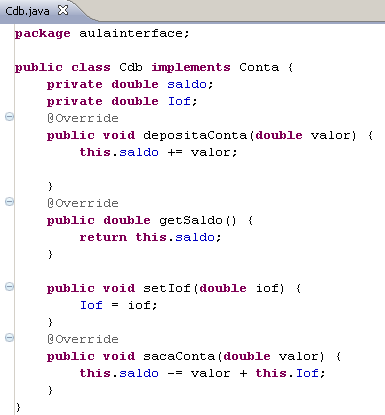 Cdb.java
package aulainterface;
public class Cdb implements Conta {
private double saldo;
private double Iof;
@Override
public void depositaConta(double valor) {
this.saldo += valor;
}
@Override
public double getSaldo() {
return this.saldo;
}
public void setIof(double iof) {
Iof = iof;
}
@Override
public void sacaConta(double valor) {
this.saldo -= valor + this.Iof;
}
}